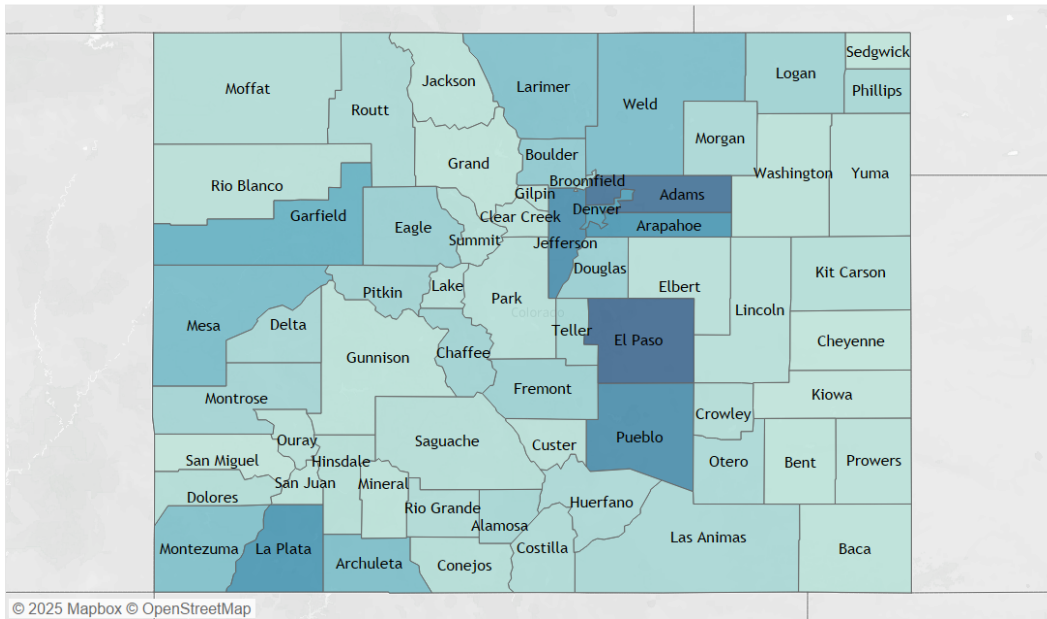 Sedgwick
Logan
Moffat
Jackson
Larimer
Phillips
Routt
Weld
Morgan
Boulder
Grand
Washington
Yuma
Rio Blanco
Broomfield
Gilpin
Adams
Garfield
Clear Creek
Denver
Eagle
Arapahoe
Summit
Jefferson
Douglas
Kit Carson
Lake
Elbert
Pitkin
Park
Lincoln
Colorado
Mesa
Delta
Teller
El Paso
Cheyenne
Chaffee
Gunnison
Fremont
Kiowa
Montrose
Crowley
Ouray
Saguache
Pueblo
Custer
San Miguel
Hinsdale
Otero
Bent
Prowers
San Juan
Mineral
Dolores
Huerfano
Rio Grande
Alamosa
Las Animas
Montezuma
La Plata
Costilla
Baca
Archuleta
Conejos
© 2025 Mapbox © OpenStreetMap